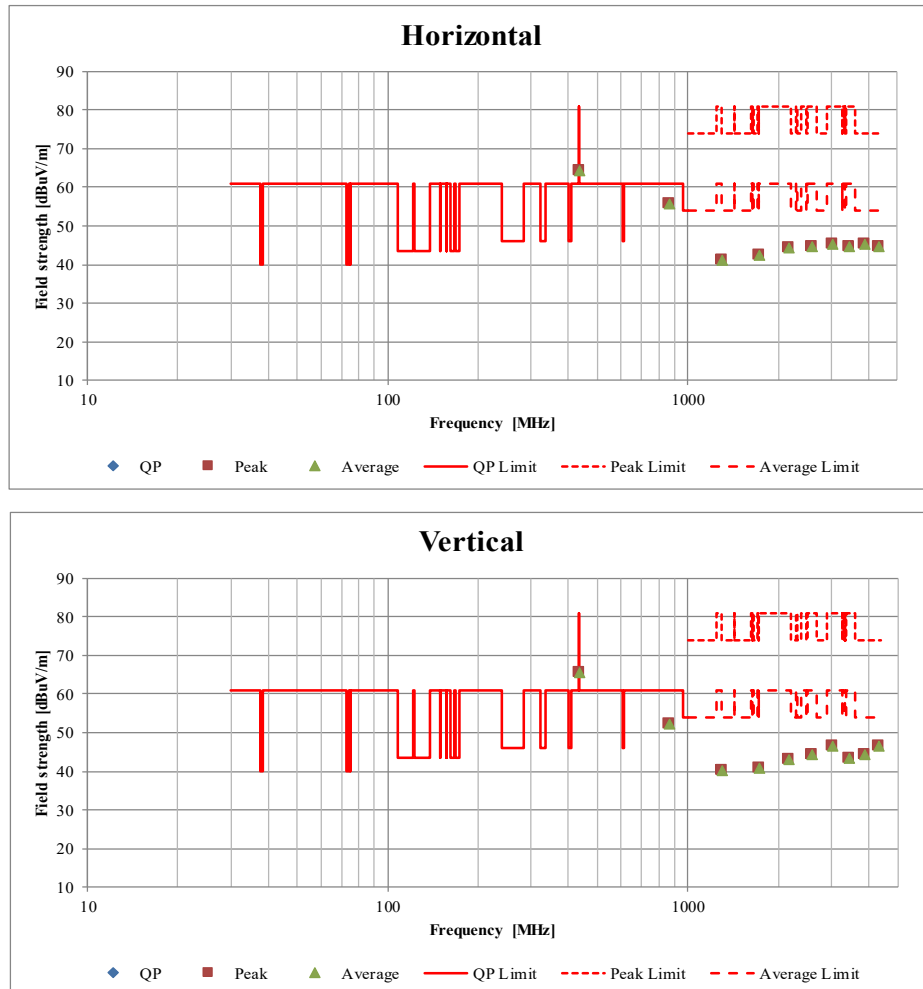 Horizontal
90
80
70
60
50
40
30
20
10
Field strength [dBuV/m]
10 100 1000
Frequency [MHz]
QP Peak Average QP Limit Peak Limit Average Limit
Vertical
90
80
70
60
50
40
30
20
10
Field strength [dBuV/m]
10 100 1000
Frequency [MHz]
QP Peak Average QP Limit Peak Limit Average Limit